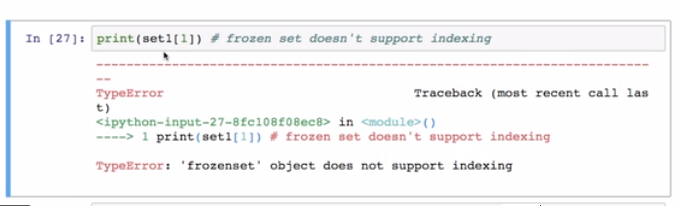 In [27]: print(set1[1]) # frozen set doesn't support indexing
---------------------------------------------------------------------------
TypeError Traceback (most recent call las
t)
<ipython-input-27-8fc108f08ec8> in <module>()
----> 1 print(set1[1]) # frozen set doesn't support indexing
TypeError: 'frozenset' object does not support indexing